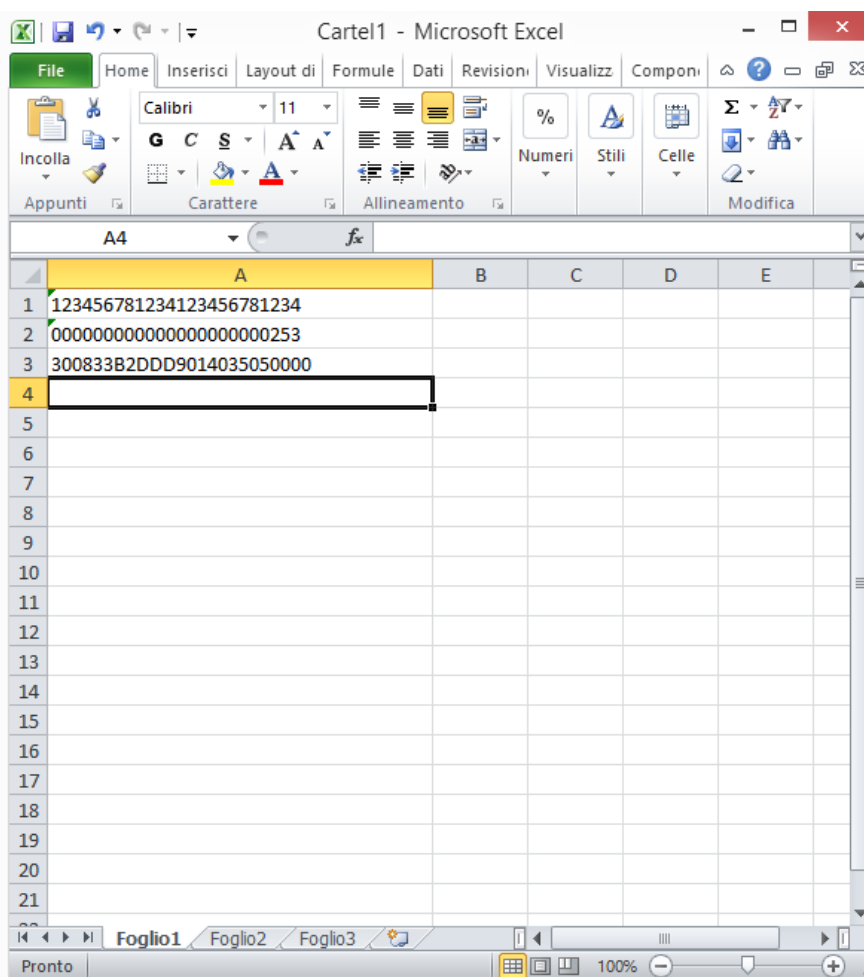 Cartel1 - Microsoft Excel
File Home Inserisci Layout di Formule Dati Revision Visualizz Compon
Calibri 11
G C S A A
Incolla
% Numeri
Stili
Celle
Appunti Carattere Allineamento Modifica
A4 fx
A B C D E
1 123456781234123456781234
2 000000000000000000000253
3 300833B2DDD9014035050000
4
5
6
7
8
9
10
11
12
13
14
15
16
17
18
19
20
21
Foglio1 Foglio2 Foglio3
Pronto 100%